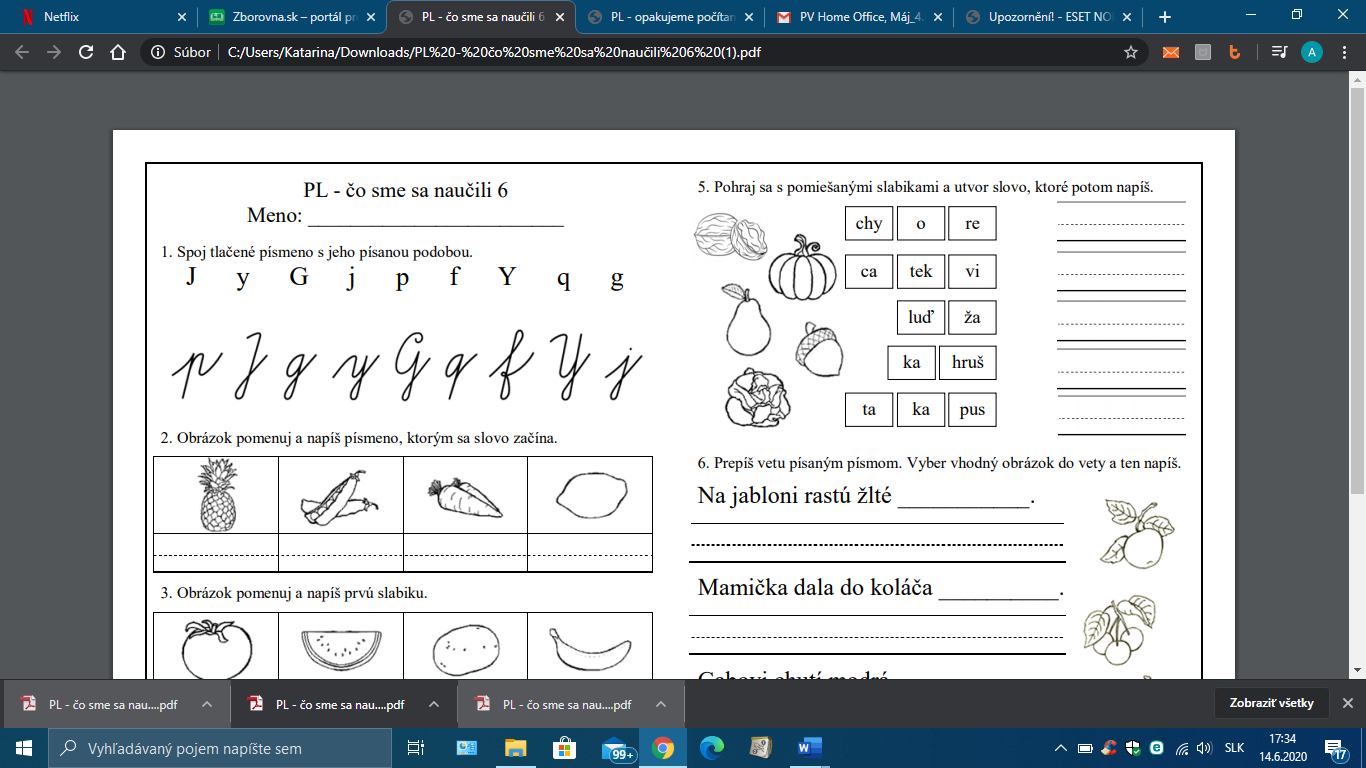 Netflix
Zborovna.sk – portál pr
PL - čo sme sa naučili 6
PL - opakujeme počítan
PV Home Office, Máj_4.
Upozornění! - ESET NO
Súbor
C:/Users/Katarina/Downloads/PL%20-%20čo%20sme%20sa%20naučili%206%20(1).pdf
A
PL - čo sme sa naučili 6
Meno: ________________________
1. Spoj tlačené písmeno s jeho písanou podobou.
J y G j p f Y q g
p J g y G q f Y j
2. Obrázok pomenuj a napíš písmeno, ktorým sa slovo začína.
3. Obrázok pomenuj a napíš prvú slabiku.
5. Pohraj sa s pomiešanými slabikami a utvor slovo, ktoré potom napíš.
chy o re
ca tek vi
luď ža
ka hruš
ta ka pus
6. Prepíš vetu písaným písmom. Vyber vhodný obrázok do vety a ten napíš.
Na jabloni rastú žlté ___________.
Mamička dala do koláča __________.
PL - čo sme sa nau....pdf
PL - čo sme sa nau....pdf
PL - čo sme sa nau....pdf
Zobraziť všetky
Vyhľadávaný pojem napíšte sem
99+
SLK
17:34
14.6.2020
17